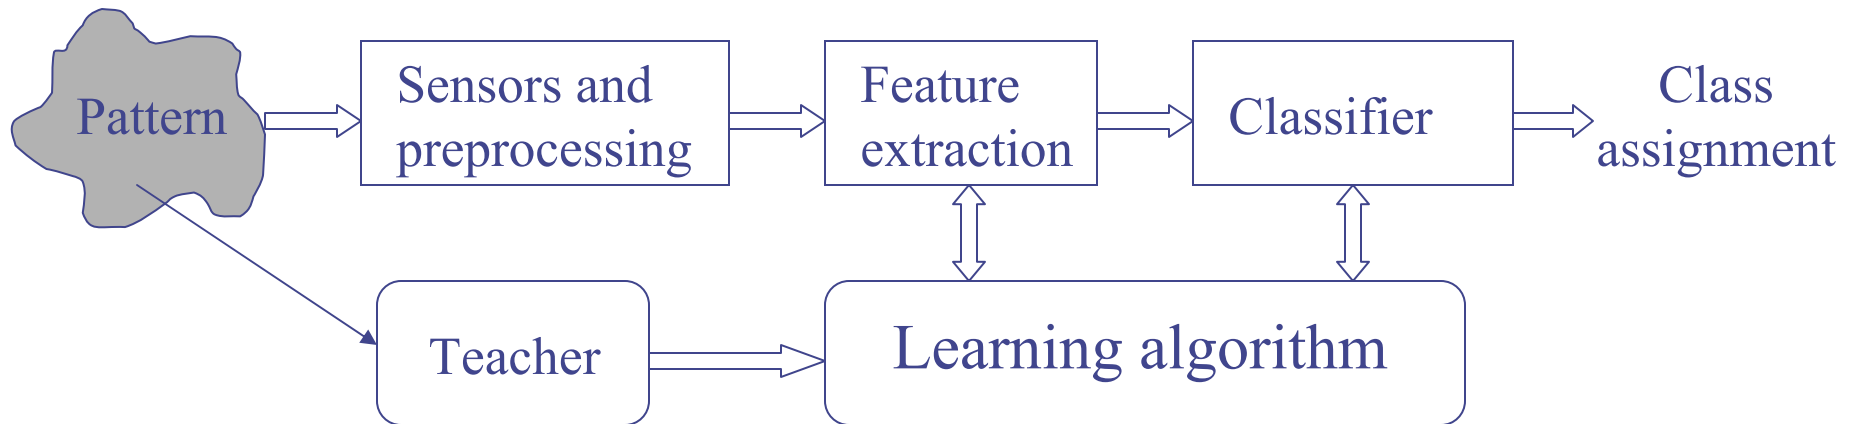 Pattern
Sensors and
preprocessing
Feature
extraction
Classifier
Class
assignment
Teacher
Learning algorithm